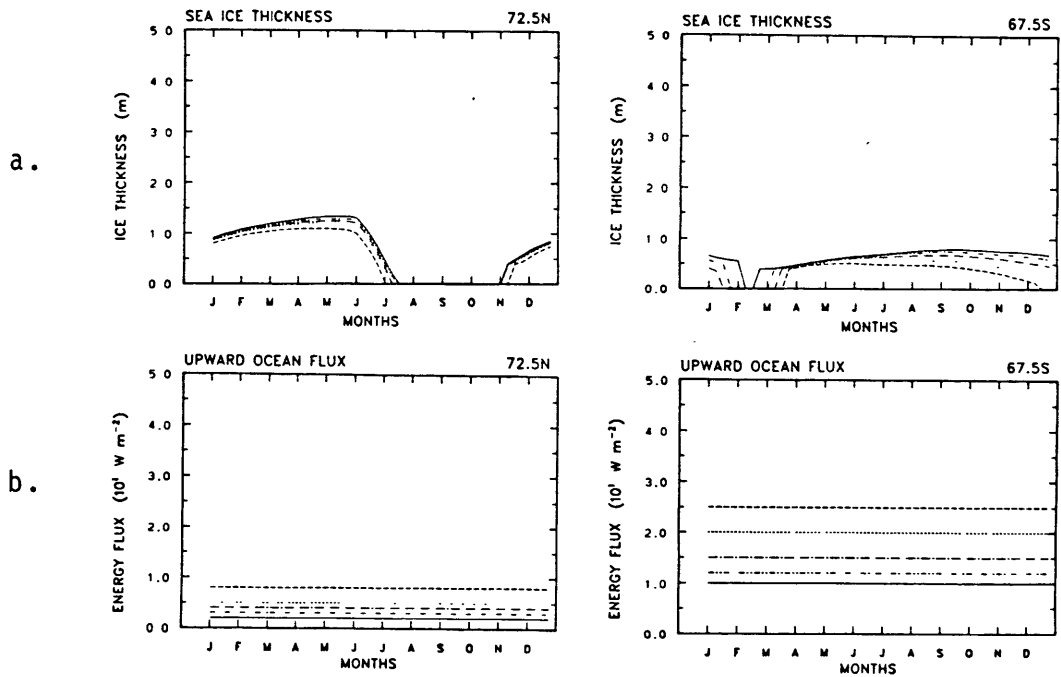 a.
SEA ICE THICKNESS 72.5N
ICE THICKNESS (m)
5 0
4 0
3 0
2 0
1 0
0 0
J F M A M J J A S O N D
MONTHS
SEA ICE THICKNESS 67.5S
ICE THICKNESS (m)
5 0
4 0
3 0
2 0
1 0
0.0
J F M A M J J A S O N D
MONTHS
b.
UPWARD OCEAN FLUX 72.5N
ENERGY FLUX (10¹ W m⁻²)
5 0
4 0
3 0
2 0
1 0
0 0
J F M A M J J A S O N D
MONTHS
UPWARD OCEAN FLUX 67.5S
ENERGY FLUX (10¹ W m⁻²)
5.0
4.0
3.0
2.0
1.0
0.0
J F M A M J J A S O N D
MONTHS